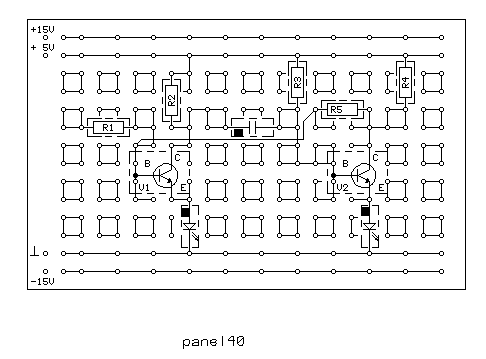 +15V
+ 5V
R3
R4
R2
R5
R1
B C B C
V1 E V2 E
⊥
-15V
panel40